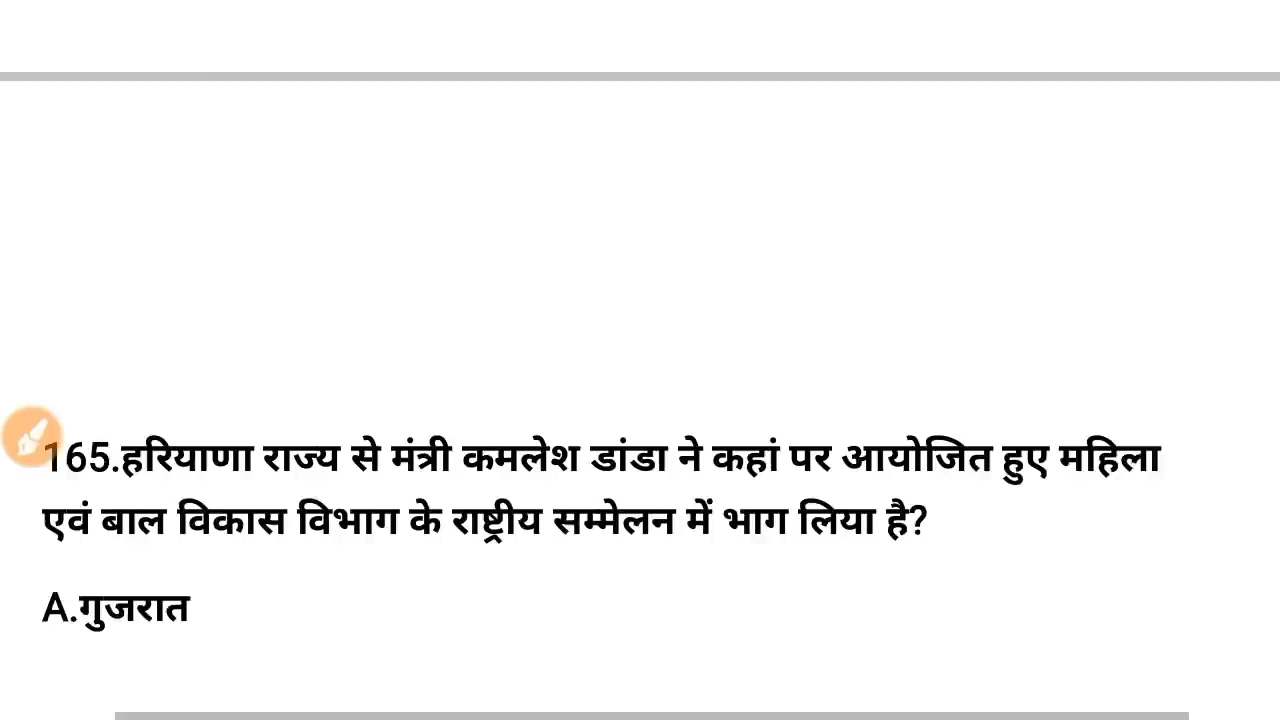 165.हरियाणा राज्य से मंत्री कमलेश डांडा ने कहां पर आयोजित हुए महिला
एवं बाल विकास विभाग के राष्ट्रीय सम्मेलन में भाग लिया है?
A.गुजरात